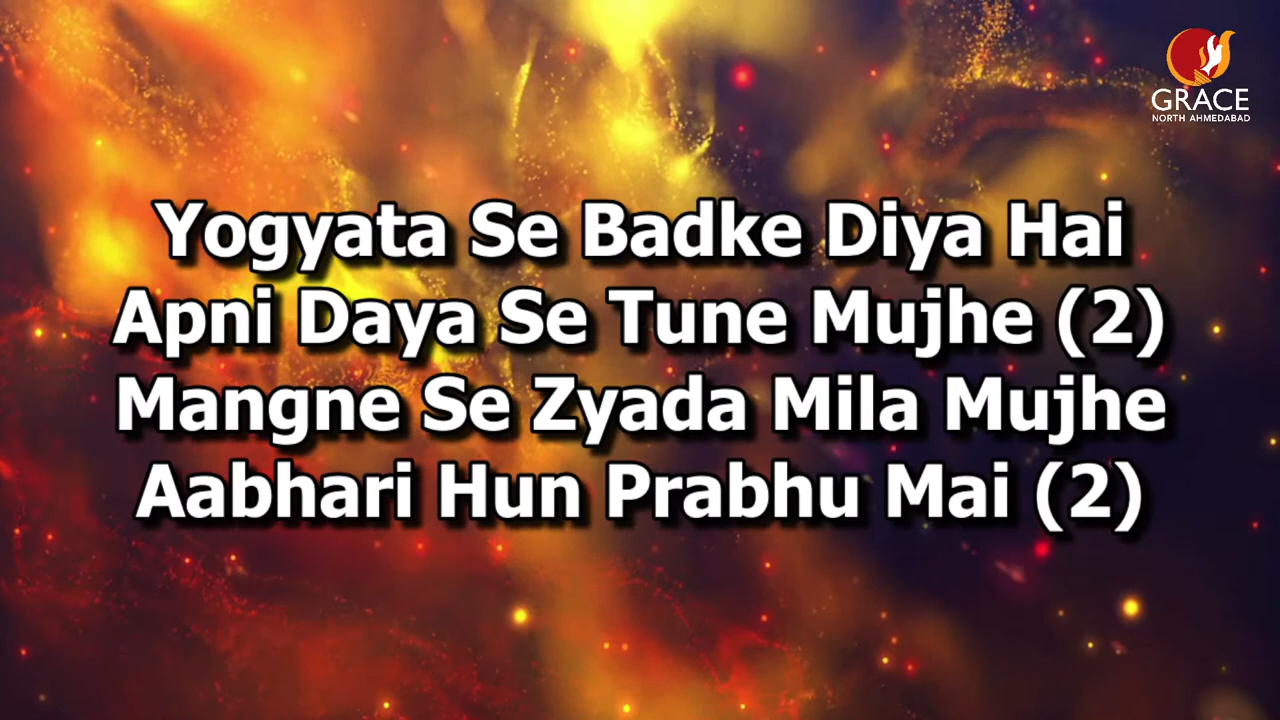 GRACE
NORTH AHMEDABAD
Yogyata Se Badke Diya Hai
Apni Daya Se Tune Mujhe (2)
Mangne Se Zyada Mila Mujhe
Aabhari Hun Prabhu Mai (2)